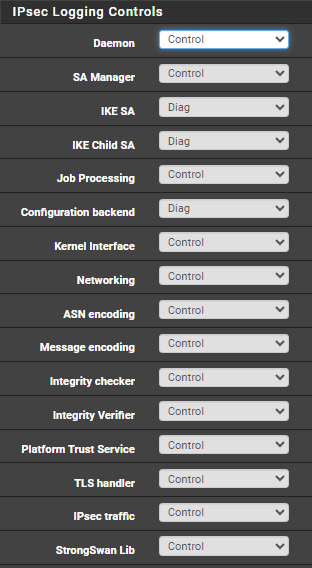 IPsec Logging Controls
Daemon Control
SA Manager Control
IKE SA Diag
IKE Child SA Diag
Job Processing Control
Configuration backend Diag
Kernel Interface Control
Networking Control
ASN encoding Control
Message encoding Control
Integrity checker Control
Integrity Verifier Control
Platform Trust Service Control
TLS handler Control
IPsec traffic Control
StrongSwan Lib Control